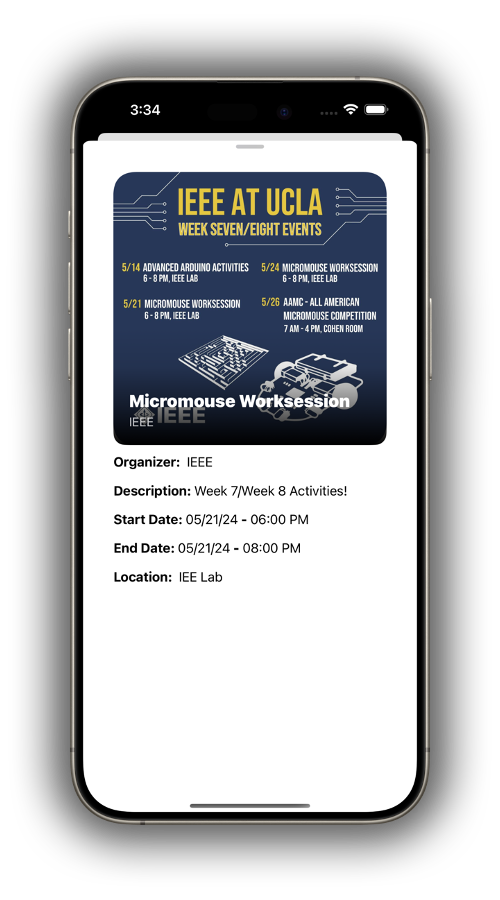 3:34
IEEE AT UCLA
WEEK SEVEN/EIGHT EVENTS
5/14 ADVANCED ARDUINO ACTIVITIES
6 - 8 PM, IEEE LAB
5/24 MICROMOUSE WORKSESSION
6 - 8 PM, IEEE LAB
5/21 MICROMOUSE WORKSESSION
6 - 8 PM, IEEE LAB
5/26 AAMC - ALL AMERICAN
MICROMOUSE COMPETITION
7 AM - 4 PM, COHEN ROOM
Micromouse Worksession
IEEE
IEEE
Organizer: IEEE
Description: Week 7/Week 8 Activities!
Start Date: 05/21/24 - 06:00 PM
End Date: 05/21/24 - 08:00 PM
Location: IEE Lab